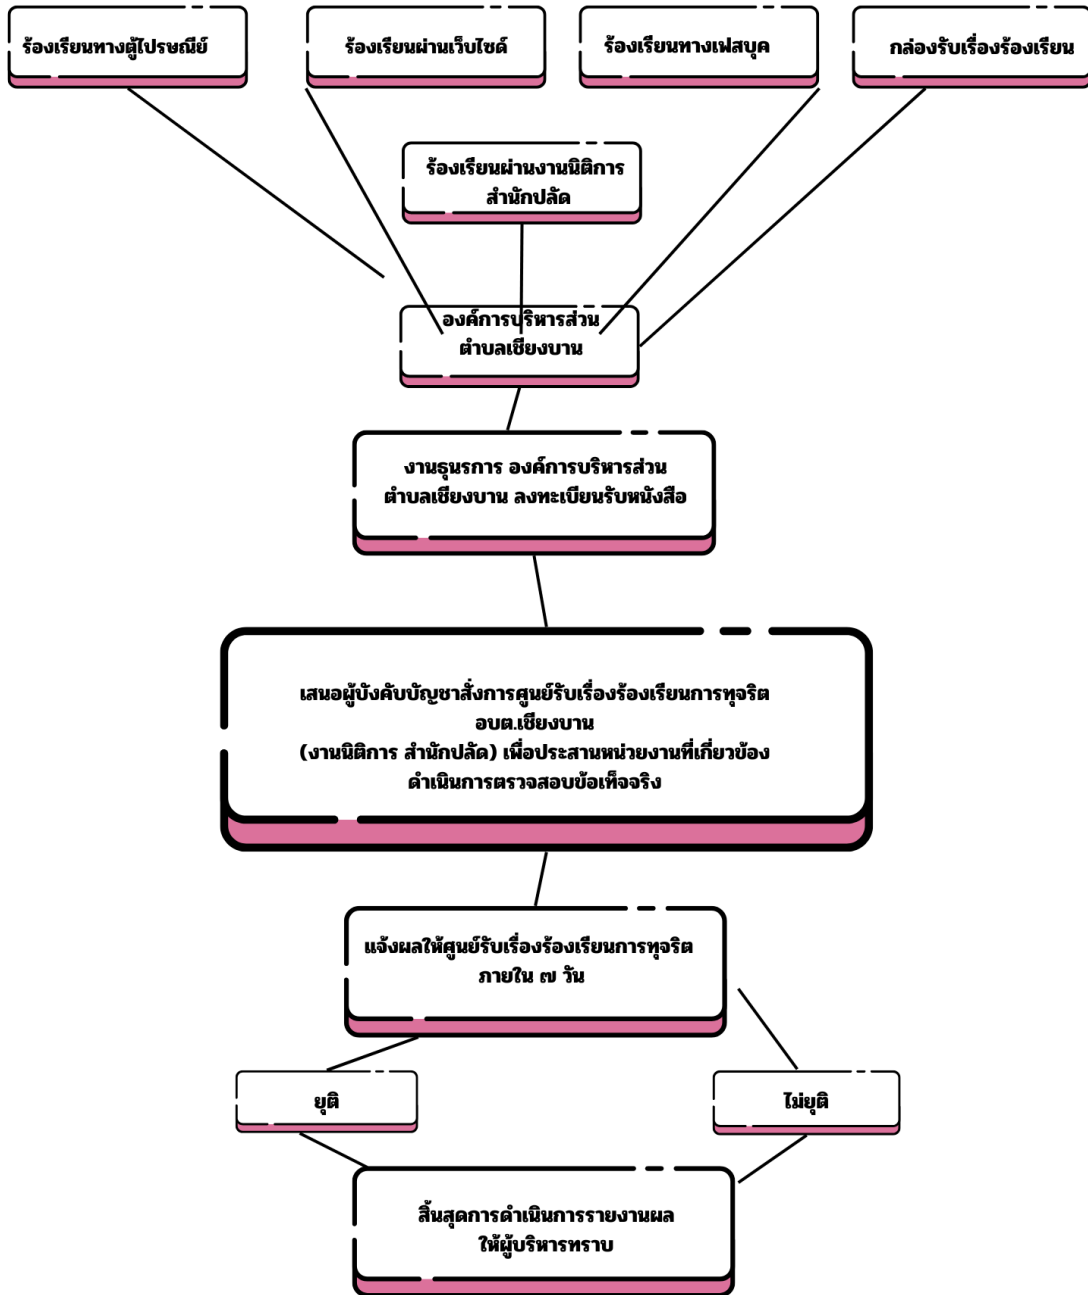 ร้องเรียนทางตู้ไปรษณีย์
ร้องเรียนผ่านเว็บไซด์
ร้องเรียนทางเฟสบุค
กล่องรับเรื่องร้องเรียน
ร้องเรียนผ่านงานนิติการ
สำนักปลัด
องค์การบริหารส่วน
ตำบลเชียงบาน
งานธุนรการ องค์การบริหารส่วน
ตำบลเชียงบาน ลงทะเบียนรับหนังสือ
เสนอผู้บังคับบัญชาสั่งการศูนย์รับเรื่องร้องเรียนการทุจริต
อบต.เชียงบาน
(งานนิติการ สำนักปลัด) เพื่อประสานหน่วยงานที่เกี่ยวข้อง
ดำเนินการตรวจสอบข้อเท็จจริง
แจ้งผลให้ศูนย์รับเรื่องร้องเรียนการทุจริต
ภายใน ๗ วัน
ยุติ
ไม่ยุติ
สิ้นสุดการดำเนินการรายงานผล
ให้ผู้บริหารทราบ